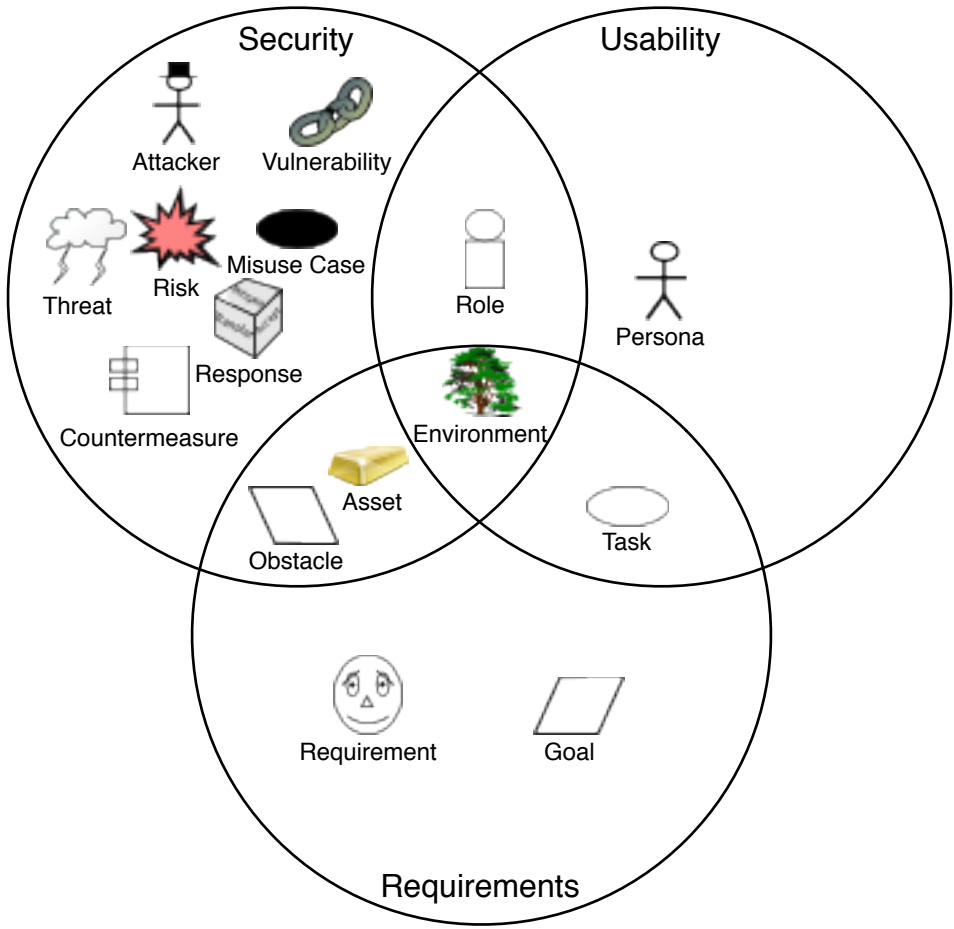 Security
Usability
Attacker
Vulnerability
Threat
Risk
Misuse Case
Role
Persona
Response
Countermeasure
Environment
Asset
Obstacle
Task
Requirement
Goal
Requirements